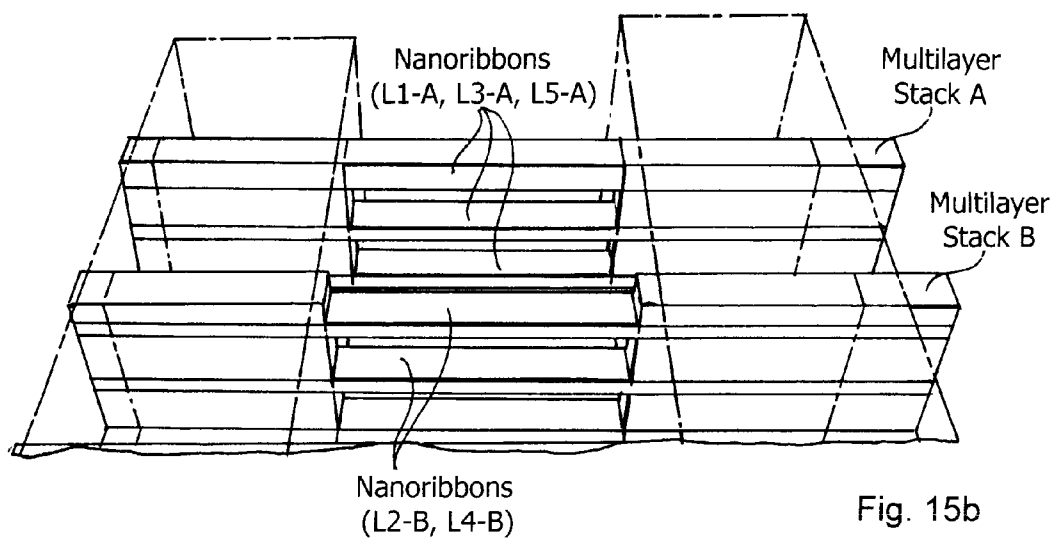 Nanoribbons
(L1-A, L3-A, L5-A)
Multilayer
Stack A
Multilayer
Stack B
Nanoribbons
(L2-B, L4-B)
Fig. 15b